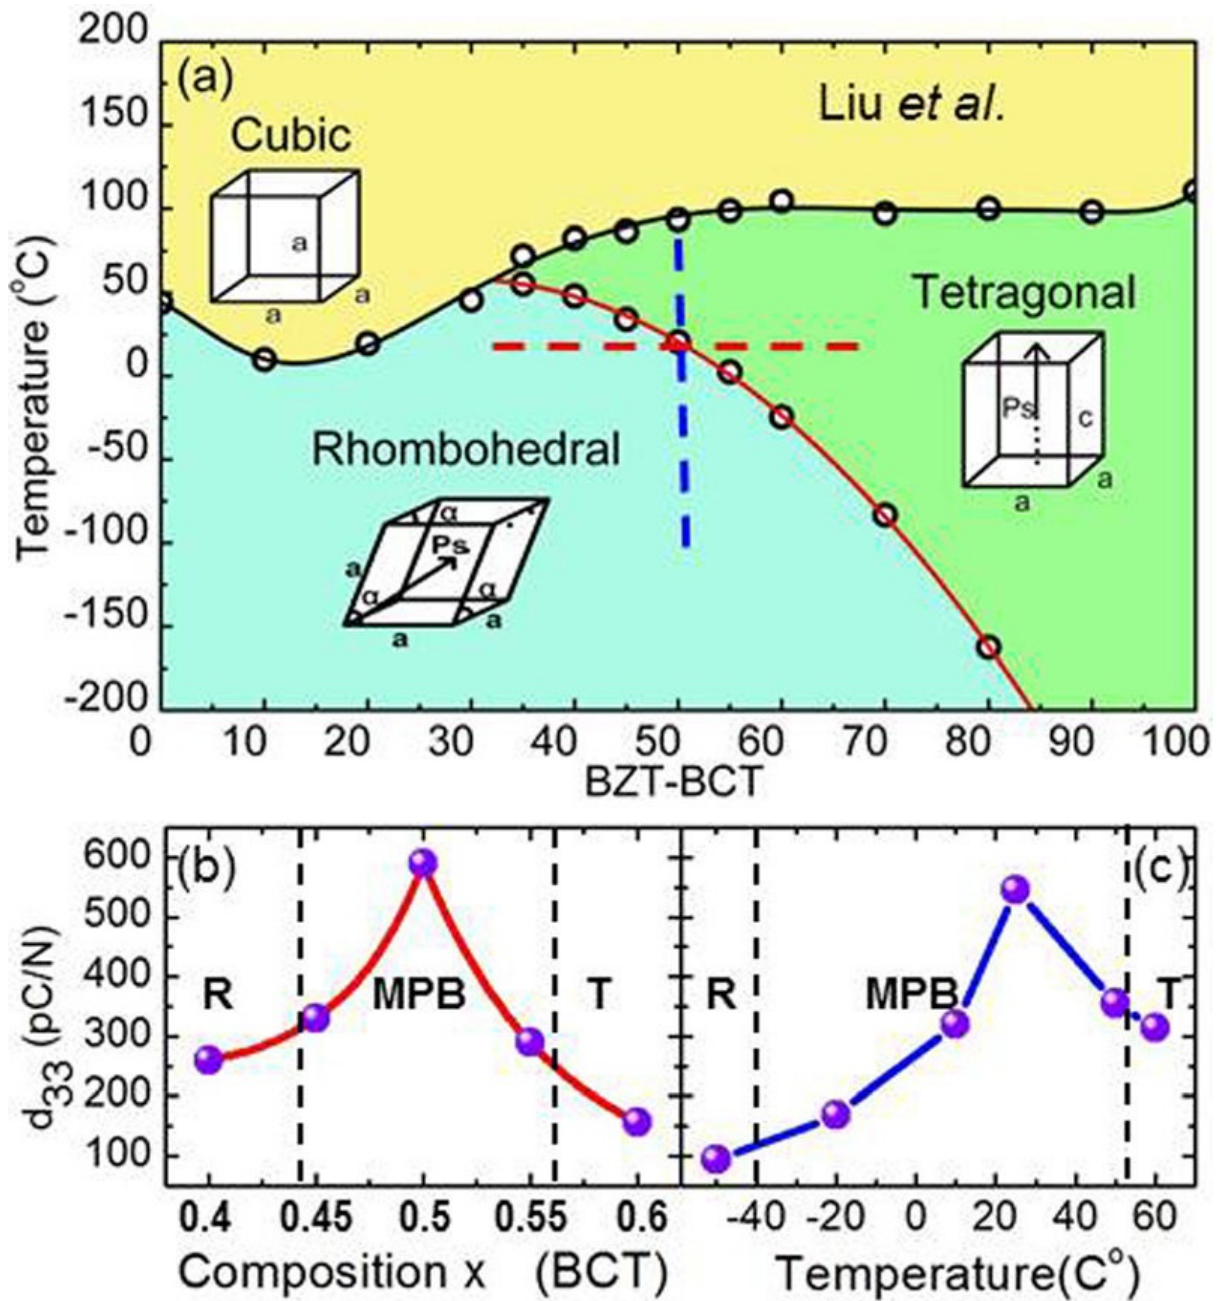 200
150
100
50
0
-50
-100
-150
-200
Temperature (°C)
(a)
Liu et al.
Cubic
a
a
a
Tetragonal
Ps
c
a
a
Rhombohedral
α
Ps
a
α
α
a
a
0 10 20 30 40 50 60 70 80 90 100
BZT-BCT
600
500
400
300
200
100
d33 (pC/N)
(b)
R MPB T
0.4 0.45 0.5 0.55 0.6
Composition x (BCT)
(c)
R MPB T
-40 -20 0 20 40 60
Temperature(C°)